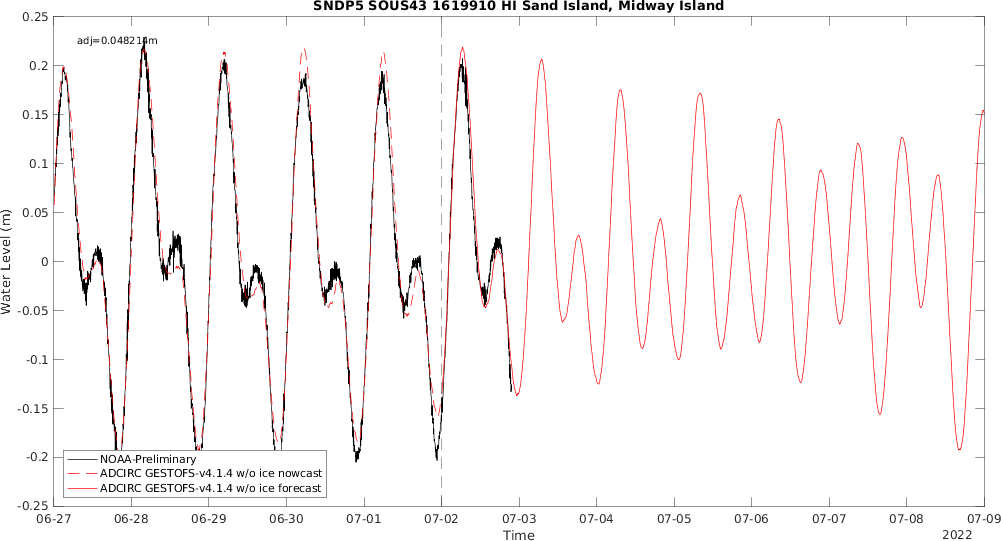 SNDP5 SOUS43 1619910 HI Sand Island, Midway Island
adj=0.048214m
0.25
0.2
0.15
0.1
0.05
0
-0.05
-0.1
-0.15
-0.2
-0.25
Water Level (m)
NOAA-Preliminary
ADCIRC GESTOFS-v4.1.4 w/o ice nowcast
ADCIRC GESTOFS-v4.1.4 w/o ice forecast
06-27 06-28 06-29 06-30 07-01 07-02 07-03 07-04 07-05 07-06 07-07 07-08 07-09
Time
2022